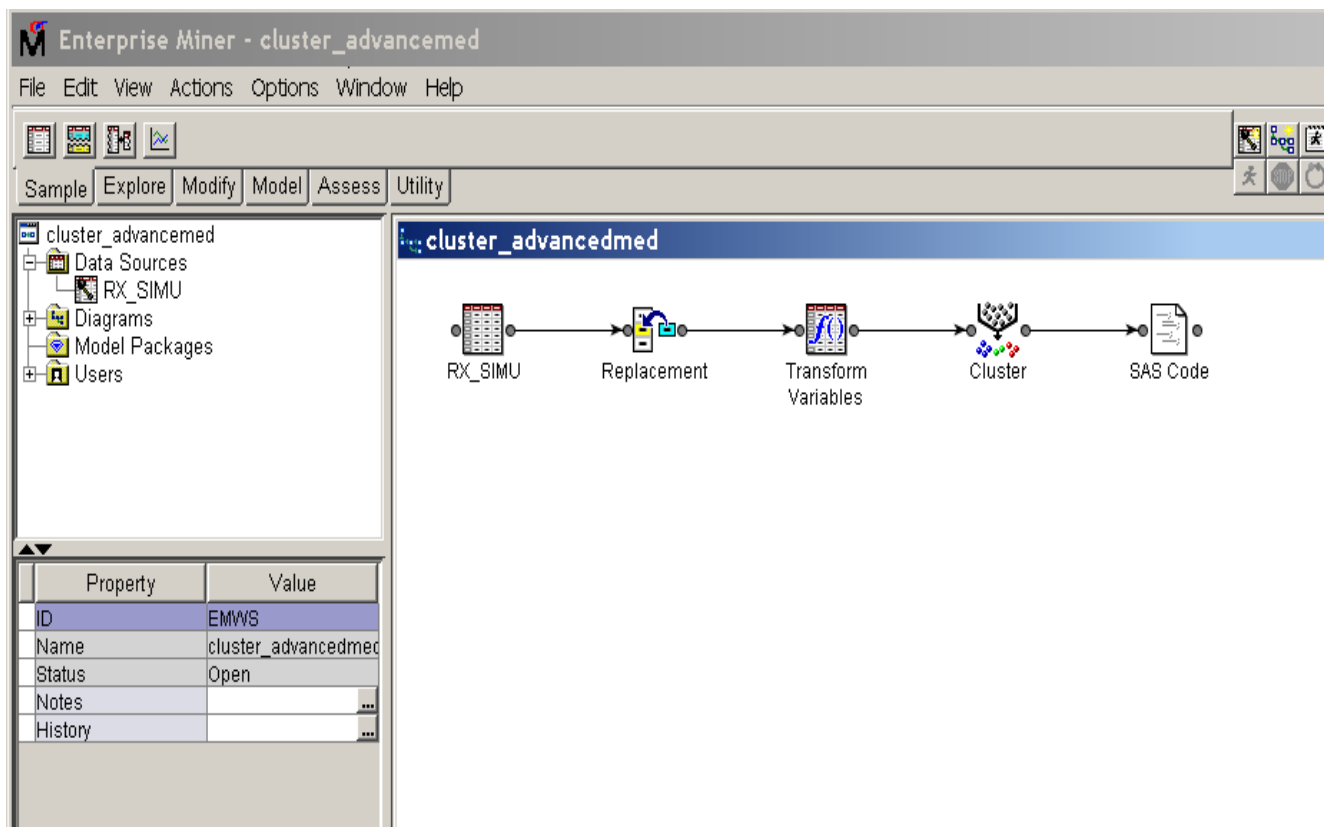 Enterprise Miner - cluster_advancemed
File Edit View Actions Options Window Help
Sample Explore Modify Model Assess Utility
cluster_advancemed
Data Sources
RX_SIMU
Diagrams
Model Packages
Users
Property Value
ID EMWS
Name cluster_advancedmed
Status Open
Notes ...
History ...
cluster_advancedmed
RX_SIMU
Replacement
Transform
Variables
Cluster
SAS Code